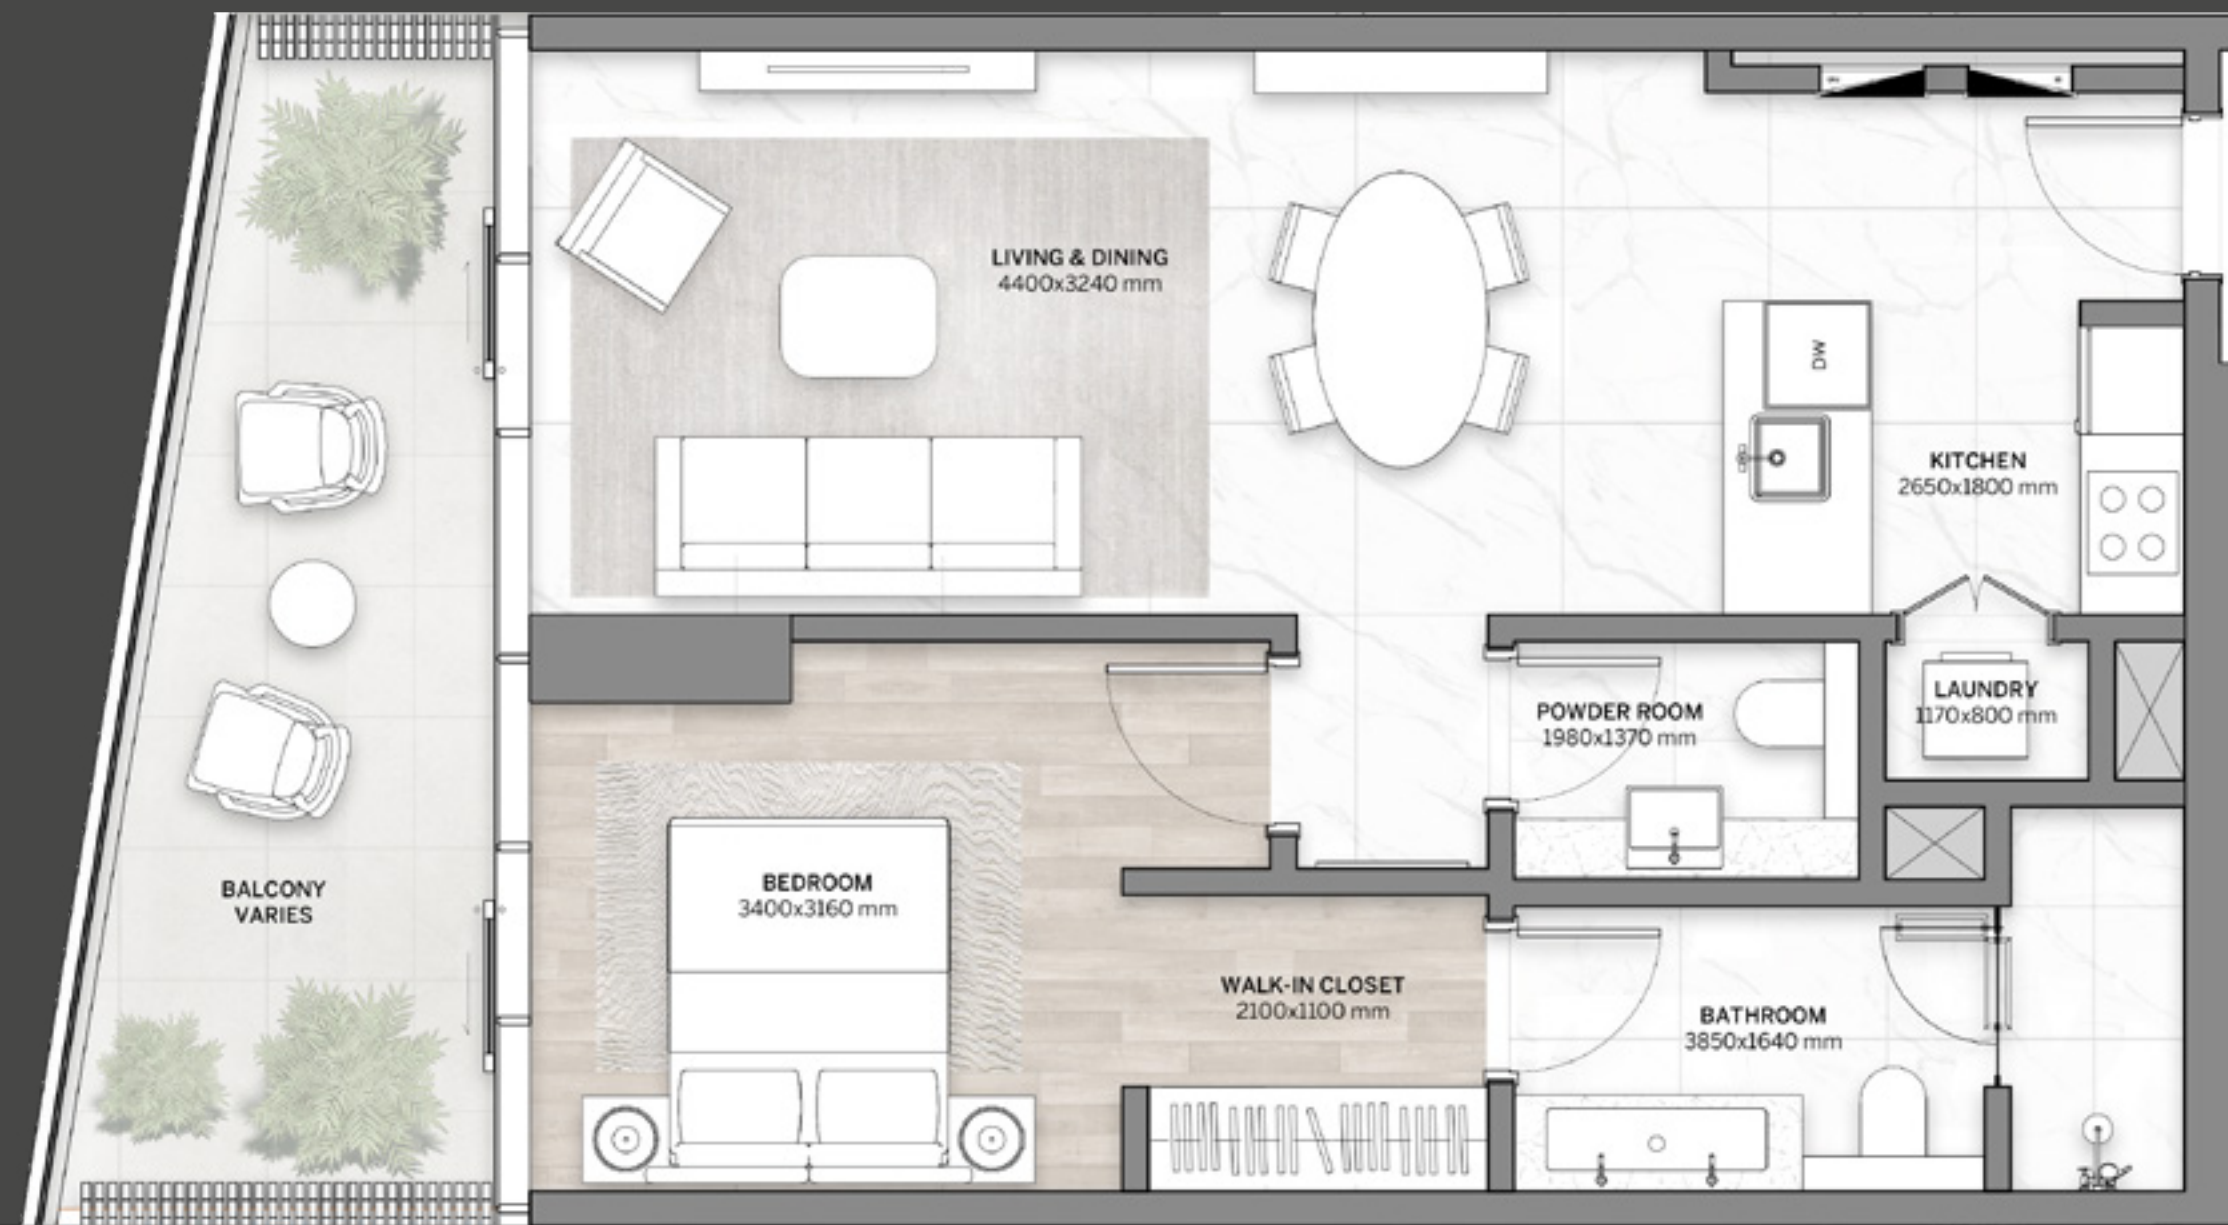 LIVING & DINING
4400x3240 mm
DW
KITCHEN
2650x1800 mm
LAUNDRY
1170x800 mm
POWDER ROOM
1980x1370 mm
BALCONY
VARIES
BEDROOM
3400x3160 mm
WALK-IN CLOSET
2100x1100 mm
BATHROOM
3850x1640 mm